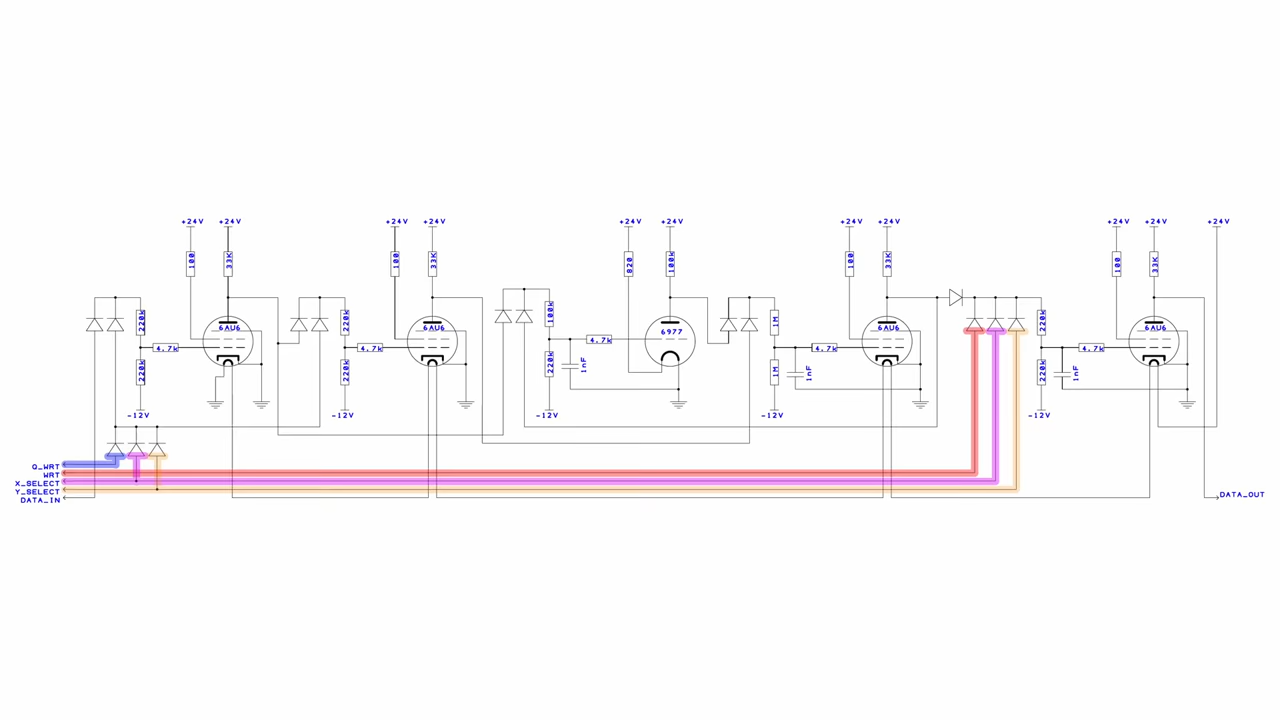 +24V +24V +24V +24V +24V +24V +24V +24V +24V +24V +24V
100 33K 100 33K 820 100k 100 33K 100 33K
220k 6AU6 220k 6AU6 100k 6977 1M 6AU6 220k 6AU6
4.7k 4.7k 4.7k 4.7k 4.7k
220k 220k 220k 1nF 1M 1nF 220k 1nF
-12V -12V -12V -12V -12V
Q_WRT
WRT
X_SELECT
Y_SELECT
DATA_IN
DATA_OUT